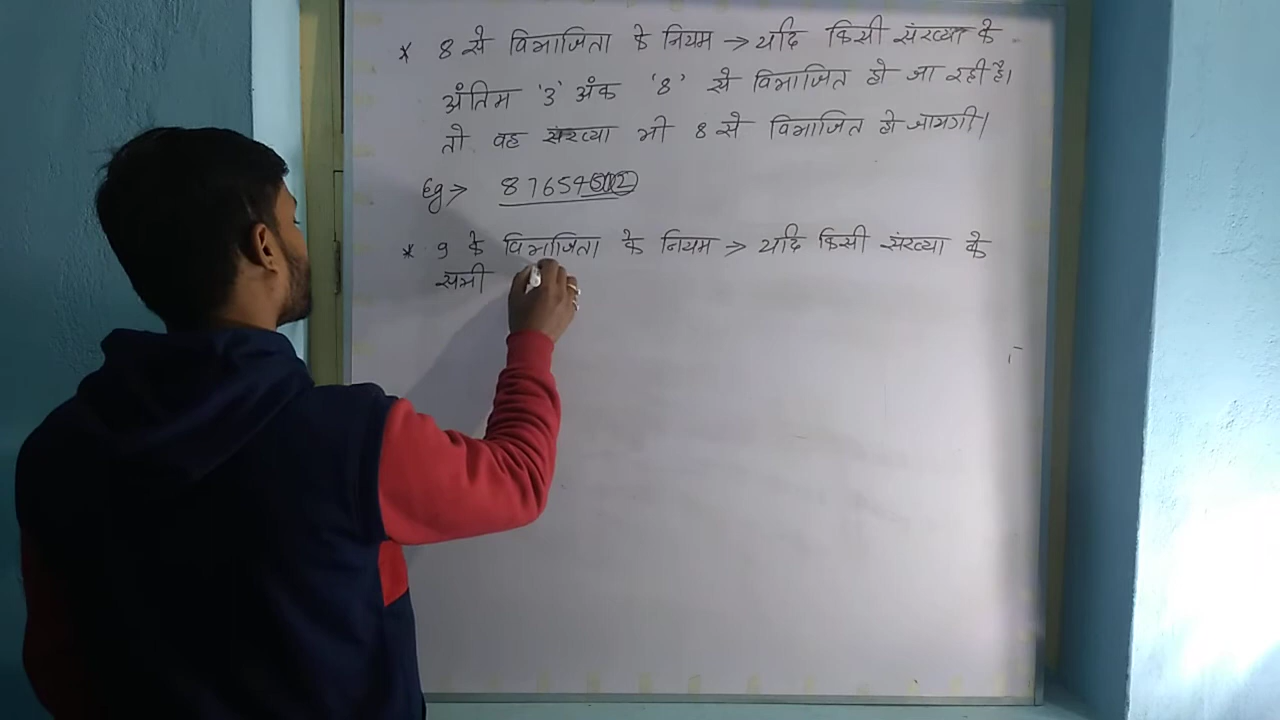 * 8 से विभाजिता के नियम → यदि किसी संख्या के
अंतिम '3' अंक '8' से विभाजित हो जा रही है।
तो वह संख्या भी 8 से विभाजित हो जायगी।
Eg → 87654
* 9 के विभाजिता के नियम → यदि किसी संख्या के
सभी